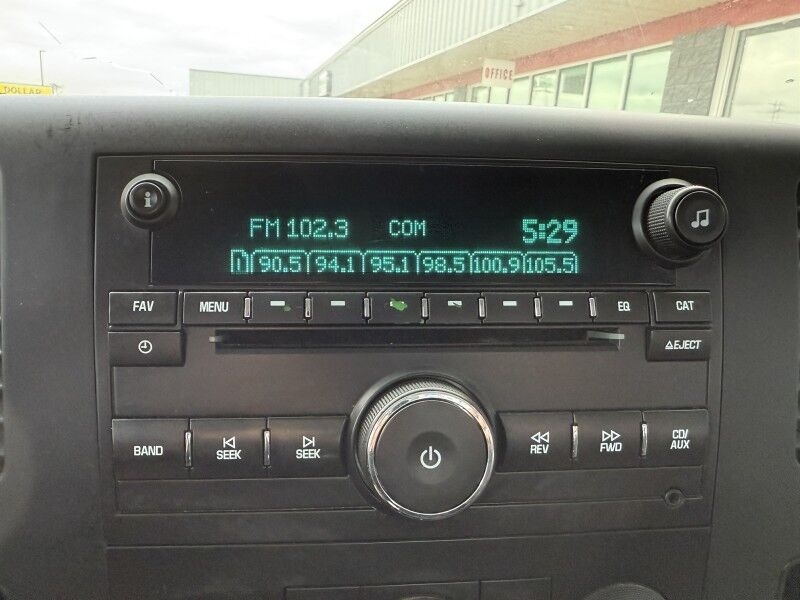 DOLLAR
OFFICE
i
FM 102.3 COM 5:29
1 90.5 94.1 95.1 98.5 100.9 105.5
FAV MENU EQ CAT
EJECT
BAND SEEK SEEK REV FWD CD/
AUX